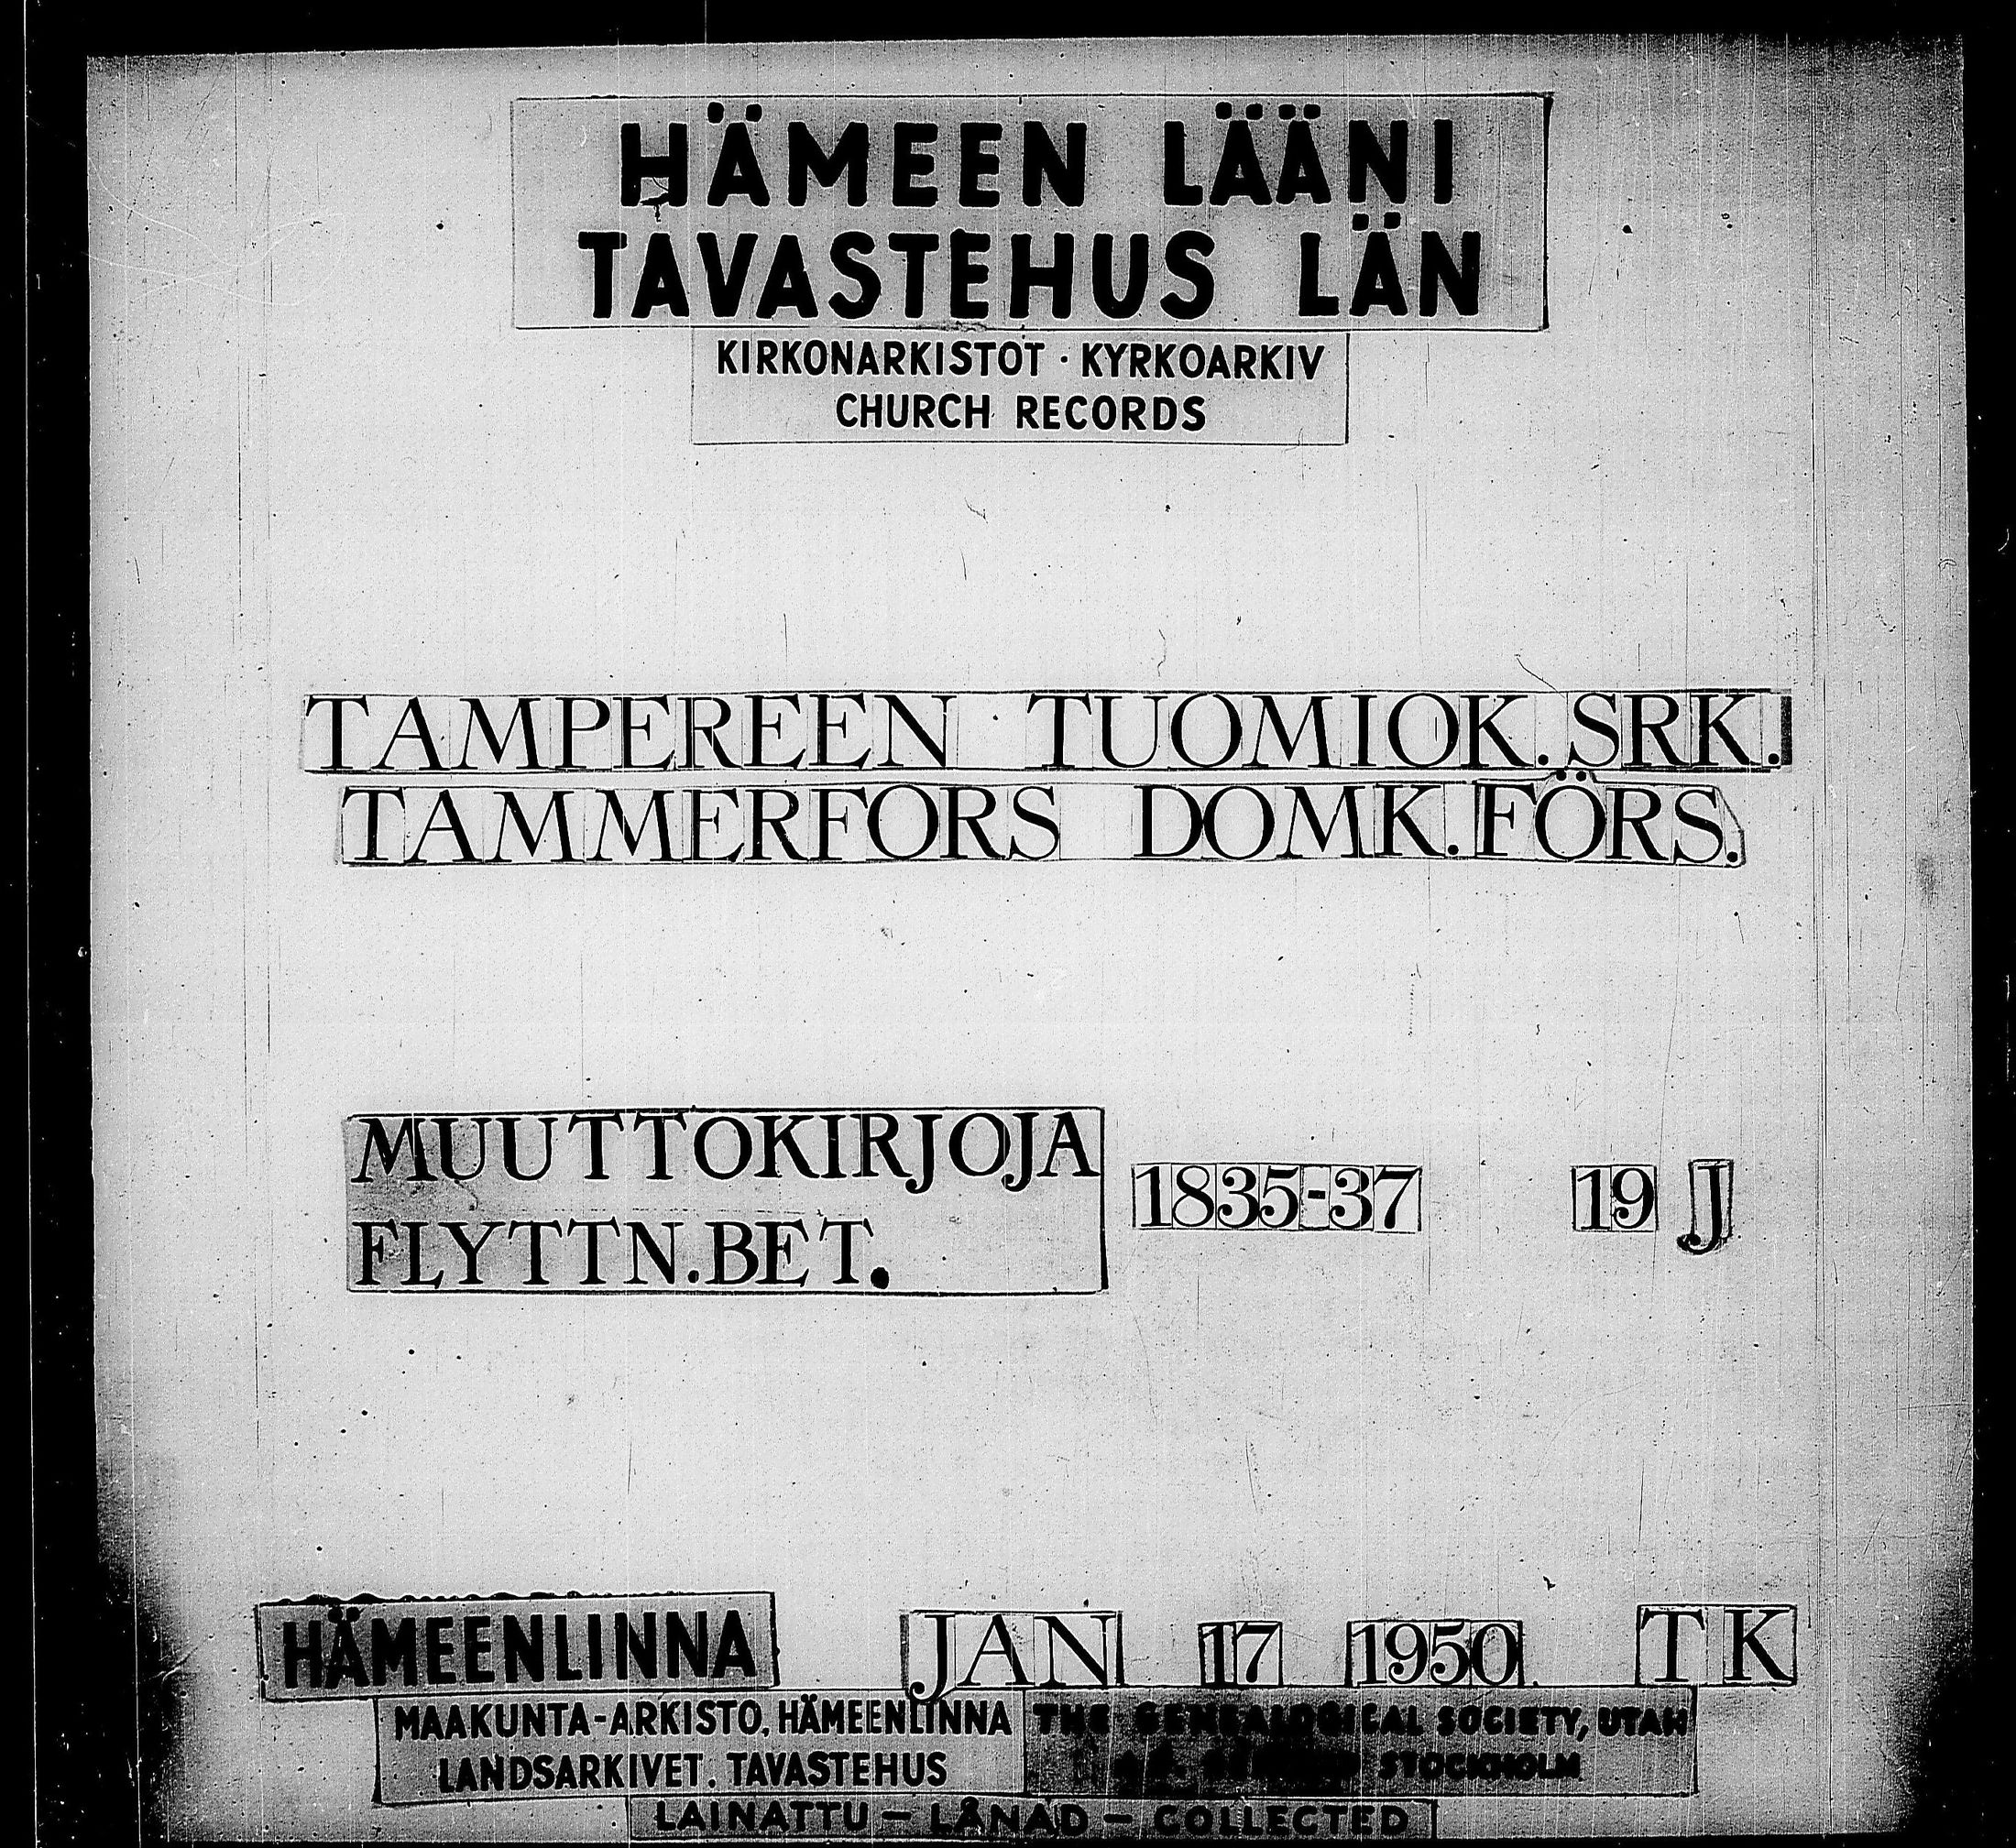 HÄMEEN LÄÄNI
TAVASTEHUS LÄN
KIRKONARKISTOT · KYRKOARKIV
CHURCH RECORDS
TAMPEREEN TUOMIOK. SRK.
TAMMERFORS DOMK. FÖRS.
MUUTTOKIRJOJA
FLYTTN. BET.
1835-37 19 J
HÄMEENLINNA JAN 17 1950 TK
MAAKUNTA-ARKISTO, HÄMEENLINNA
LANDSARKIVET, TAVASTEHUS
THE GENEALOGICAL SOCIETY, UTAH
STOCKHOLM
LAINATTU — LÅNAD — COLLECTED